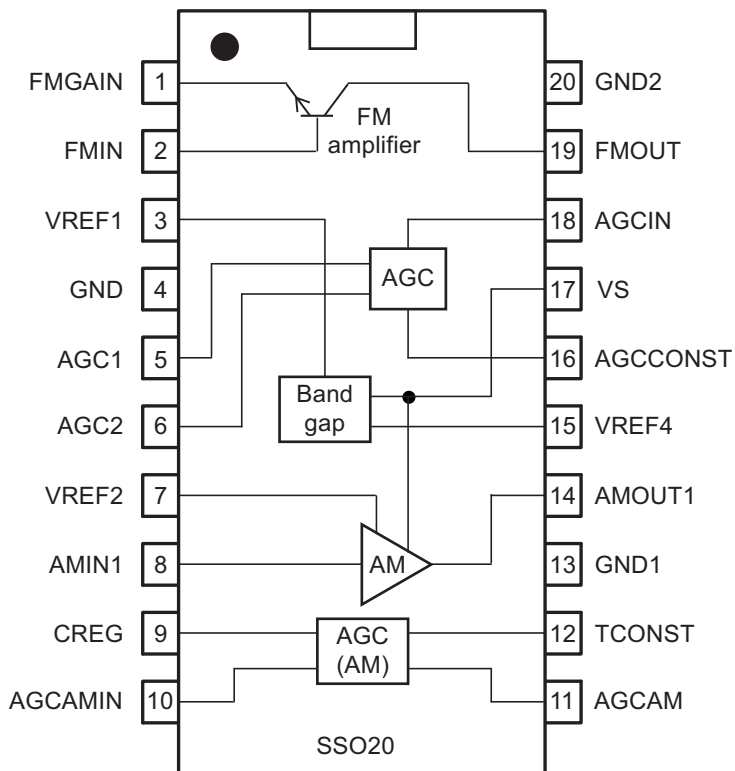 FMGAIN 1 20 GND2
FM
amplifier
FMIN 2 19 FMOUT
VREF1 3 18 AGCIN
AGC
GND 4 17 VS
AGC1 5 16 AGCCONST
Band
gap
AGC2 6 15 VREF4
VREF2 7 14 AMOUT1
AMIN1 8 AM 13 GND1
CREG 9 AGC 12 TCONST
(AM)
AGCAMIN 10 11 AGCAM
SSO20